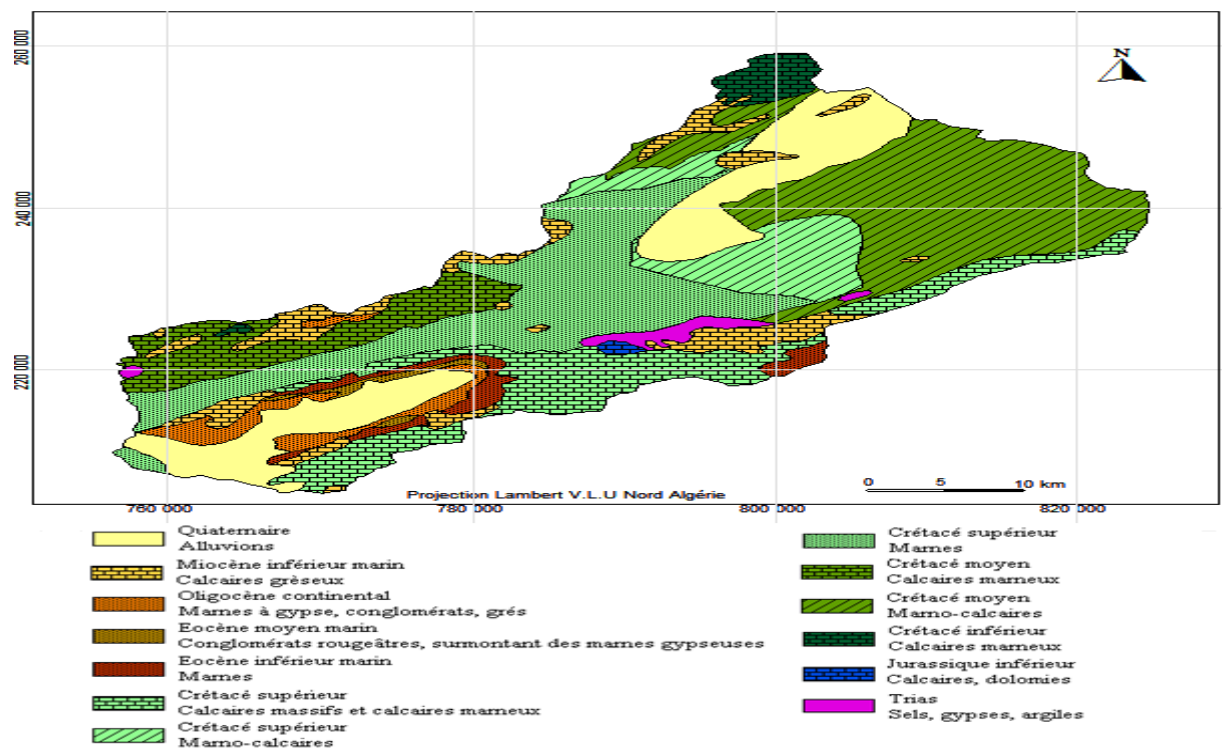 260 000
N
240 000
220 000
0 5 10 km
Projection Lambert V.L.U Nord Algérie
760 000 780 000 800 000 820 000
Quaternaire
Alluvions
Miocène inférieur marin
Calcaires grèseux
Oligocène continental
Marnes à gypse, conglomérats, grés
Eocène moyen marin
Conglomérats rougeâtres, surmontant des marnes gypseuses
Eocène inférieur marin
Marnes
Crétacé supérieur
Calcaires massifs et calcaires marneux
Crétacé supérieur
Marno-calcaires
Crétacé supérieur
Marnes
Crétacé moyen
Calcaires marneux
Crétacé moyen
Marno-calcaires
Crétacé inférieur
Calcaires marneux
Jurassique inférieur
Calcaires, dolomies
Trias
Sels, gypses, argiles